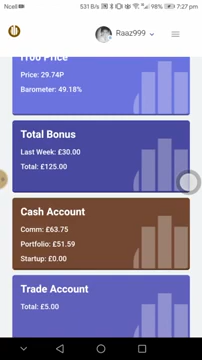 Ncell
531 B/s 98% 7:27 pm
Raaz999
Price: 29.74P
Barometer: 49.18%
Total Bonus
Last Week: £30.00
Total: £125.00
Cash Account
Comm: £63.75
Portfolio: £51.59
Startup: £0.00
Trade Account
Total: £5.00